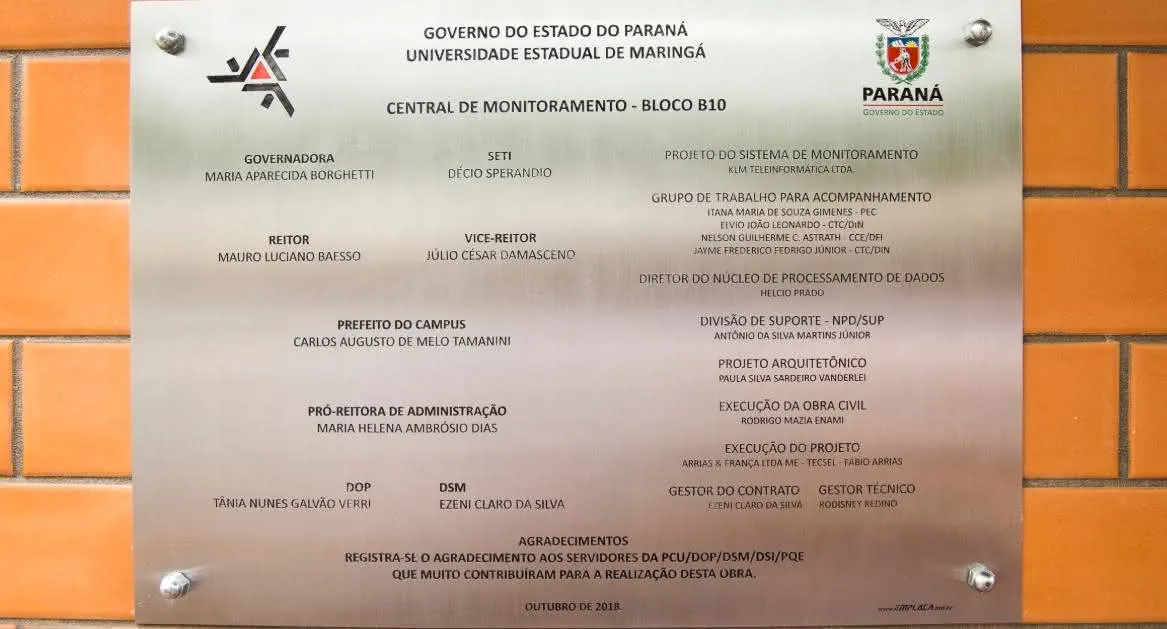 GOVERNO DO ESTADO DO PARANÁ
UNIVERSIDADE ESTADUAL DE MARINGÁ
CENTRAL DE MONITORAMENTO - BLOCO B10
PARANÁ
GOVERNO DO ESTADO
GOVERNADORA
MARIA APARECIDA BORGHETTI
SETI
DÉCIO SPERANDIO
REITOR
MAURO LUCIANO BAESSO
VICE-REITOR
JÚLIO CÉSAR DAMASCENO
PREFEITO DO CAMPUS
CARLOS AUGUSTO DE MELO TAMANINI
PRÓ-REITORA DE ADMINISTRAÇÃO
MARIA HELENA AMBRÓSIO DIAS
DOP
TÂNIA NUNES GALVÃO VERRI
DSM
EZENI CLARO DA SILVA
PROJETO DO SISTEMA DE MONITORAMENTO
KLM TELEINFORMÁTICA LTDA.
GRUPO DE TRABALHO PARA ACOMPANHAMENTO
ITANA MARIA DE SOUZA GIMENES - PEC
ELVIO JOÃO LEONARDO - CTC/DIN
NELSON GUILHERME C. ASTRATH - CCE/DFI
JAYME FREDERICO FEDRIGO JÚNIOR - CTC/DIN
DIRETOR DO NÚCLEO DE PROCESSAMENTO DE DADOS
HELCIO PRADO
DIVISÃO DE SUPORTE - NPD/SUP
ANTÔNIO DA SILVA MARTINS JÚNIOR
PROJETO ARQUITETÔNICO
PAULA SILVA SARDEIRO VANDERLEI
EXECUÇÃO DA OBRA CIVIL
RODRIGO MAZIA ENAMI
EXECUÇÃO DO PROJETO
ARRIAS & FRANÇA LTDA ME - TECSEL - FÁBIO ARRIAS
GESTOR DO CONTRATO
EZENI CLARO DA SILVA
GESTOR TÉCNICO
RODISNEY REDINO
AGRADECIMENTOS
REGISTRA-SE O AGRADECIMENTO AOS SERVIDORES DA PCU/DOP/DSM/DSI/PQE
QUE MUITO CONTRIBUÍRAM PARA A REALIZAÇÃO DESTA OBRA.
OUTUBRO DE 2018.
www.EMPLACA.ind.br